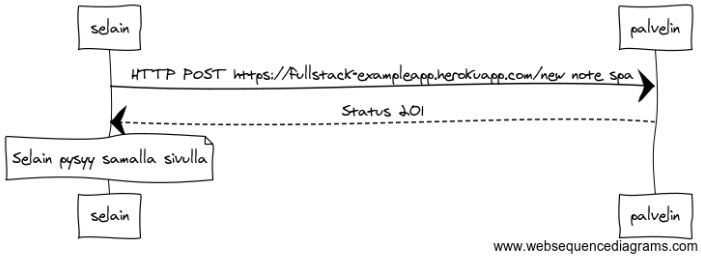 selain
palvelin
HTTP POST https://fullstack-exampleapp.herokuapp.com/new note spa
Status 201
Selain pysyy samalla sivulla
selain
palvelin
www.websequencediagrams.com